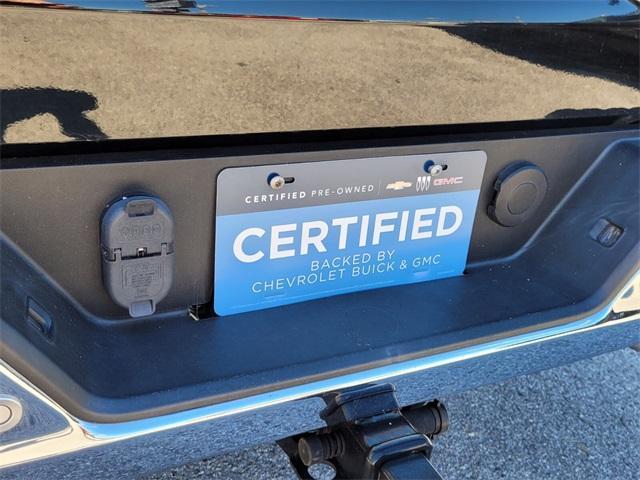 CERTIFIED PRE-OWNED GMC
CERTIFIED
BACKED BY
CHEVROLET BUICK & GMC